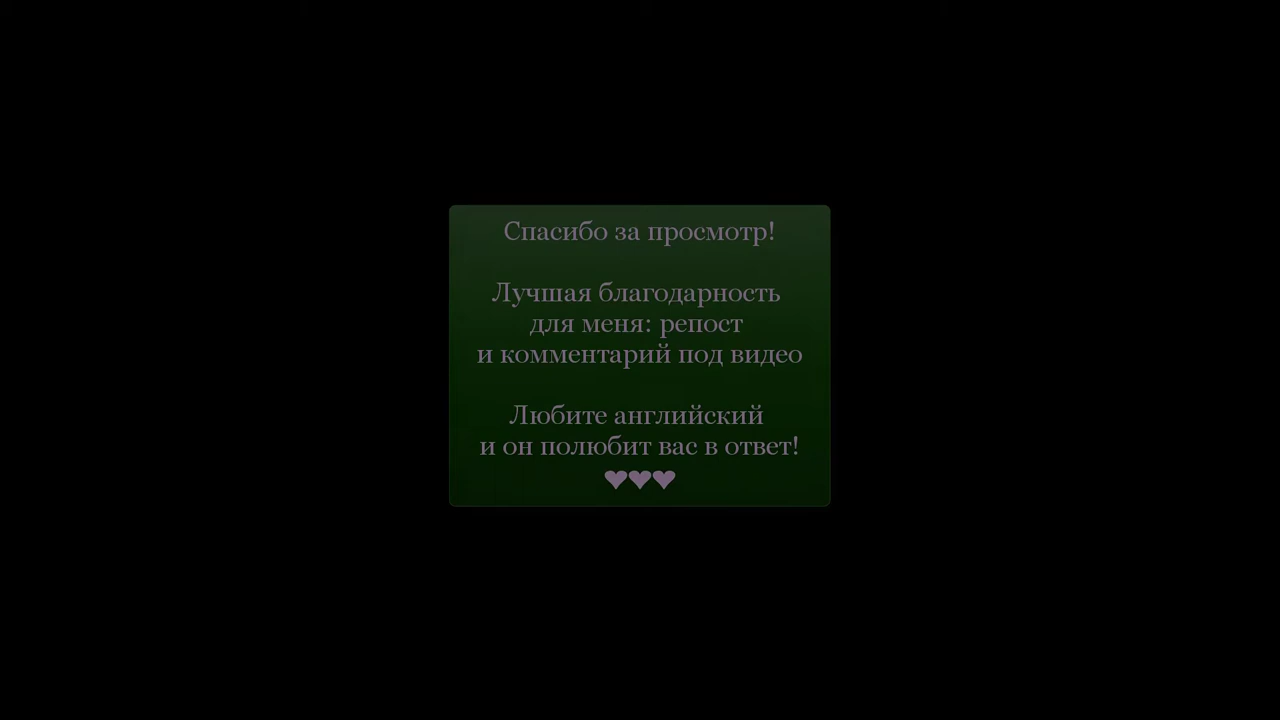 Спасибо за просмотр!
Лучшая благодарность
для меня: репост
и комментарий под видео
Любите английский
и он полюбит вас в ответ!
♥♥♥